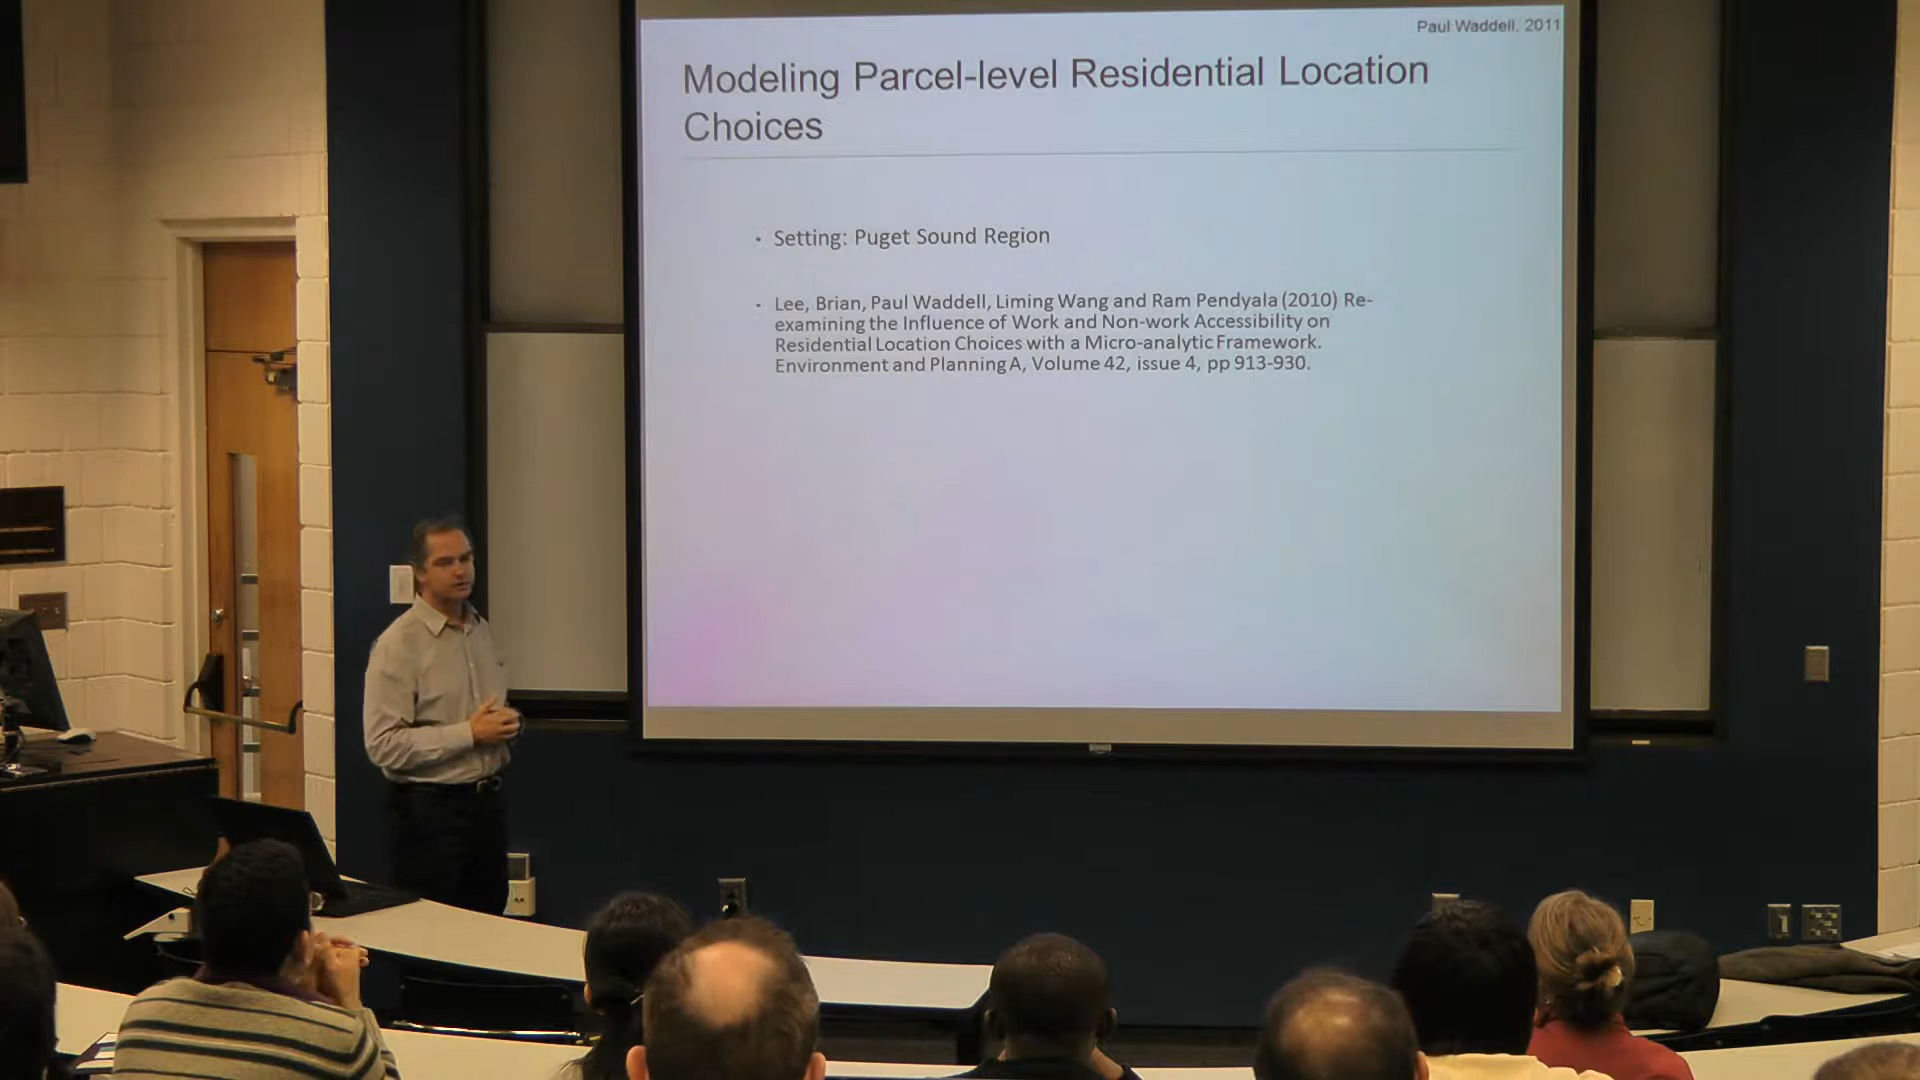 Paul Waddell, 2011
Modeling Parcel-level Residential Location
Choices
• Setting: Puget Sound Region
• Lee, Brian, Paul Waddell, Liming Wang and Ram Pendyala (2010) Re-
examining the Influence of Work and Non-work Accessibility on
Residential Location Choices with a Micro-analytic Framework.
Environment and Planning A, Volume 42, issue 4, pp 913-930.